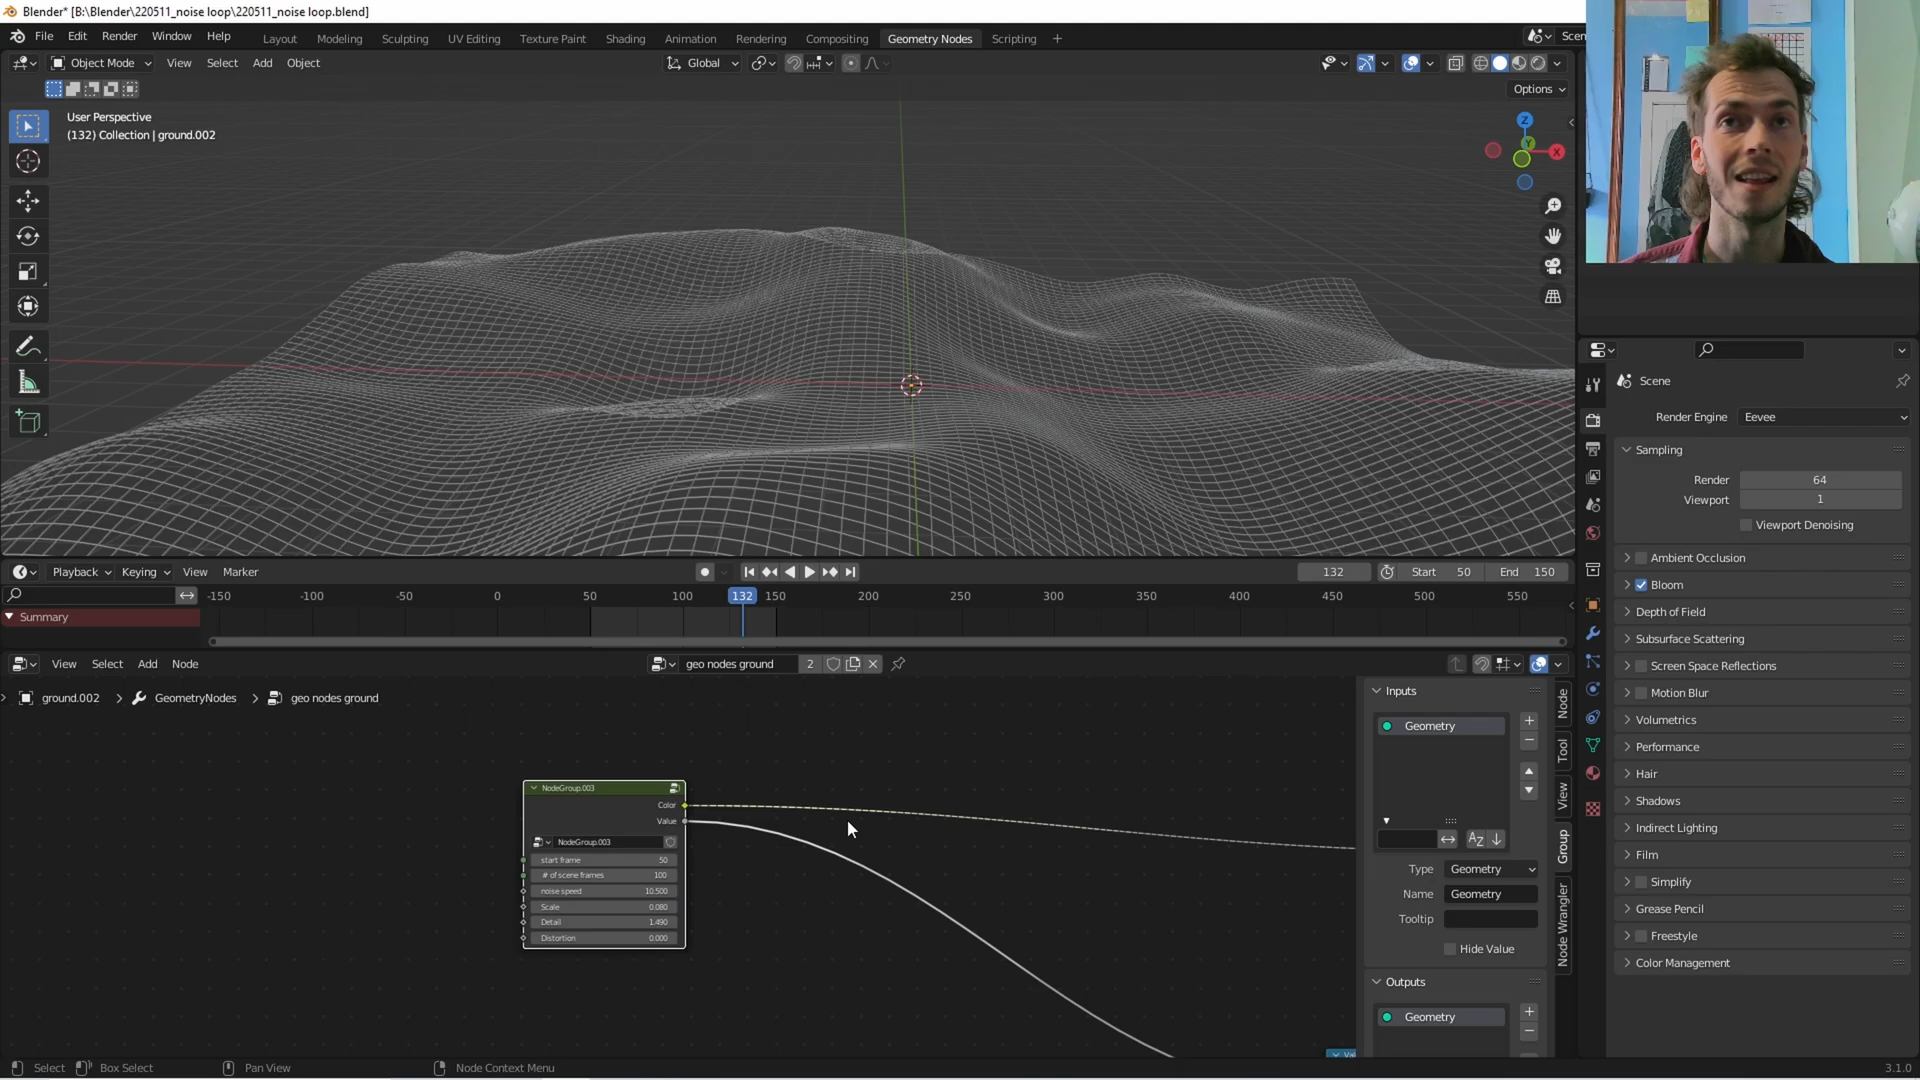 Blender* [B:\Blender\220511_noise loop\220511_noise loop.blend]
File Edit Render Window Help Layout Modeling Sculpting UV Editing Texture Paint Shading Animation Rendering Compositing Geometry Nodes Scripting + Scen
Object Mode View Select Add Object Global
Options
User Perspective
(132) Collection | ground.002
Z
Y
X
Scene
Render Engine Eevee
Sampling
Render 64
Viewport 1
Viewport Denoising
Ambient Occlusion
Bloom
Depth of Field
Subsurface Scattering
Screen Space Reflections
Motion Blur
Volumetrics
Performance
Hair
Shadows
Indirect Lighting
Film
Simplify
Grease Pencil
Freestyle
Color Management
Playback Keying View Marker 132 Start 50 End 150
-150 -100 -50 0 50 100 132 150 200 250 300 350 400 450 500 550
Summary
View Select Add Node geo nodes ground 2
ground.002 > GeometryNodes > geo nodes ground
NodeGroup.003
Color
Value
NodeGroup.003
start frame 50
# of scene frames 100
noise speed 10.500
Scale 0.080
Detail 1.490
Distortion 0.000
Inputs
Geometry
Type Geometry
Name Geometry
Tooltip
Hide Value
Outputs
Geometry
Node
Tool
View
Group
Node Wrangler
Select Box Select Pan View Node Context Menu 3.1.0